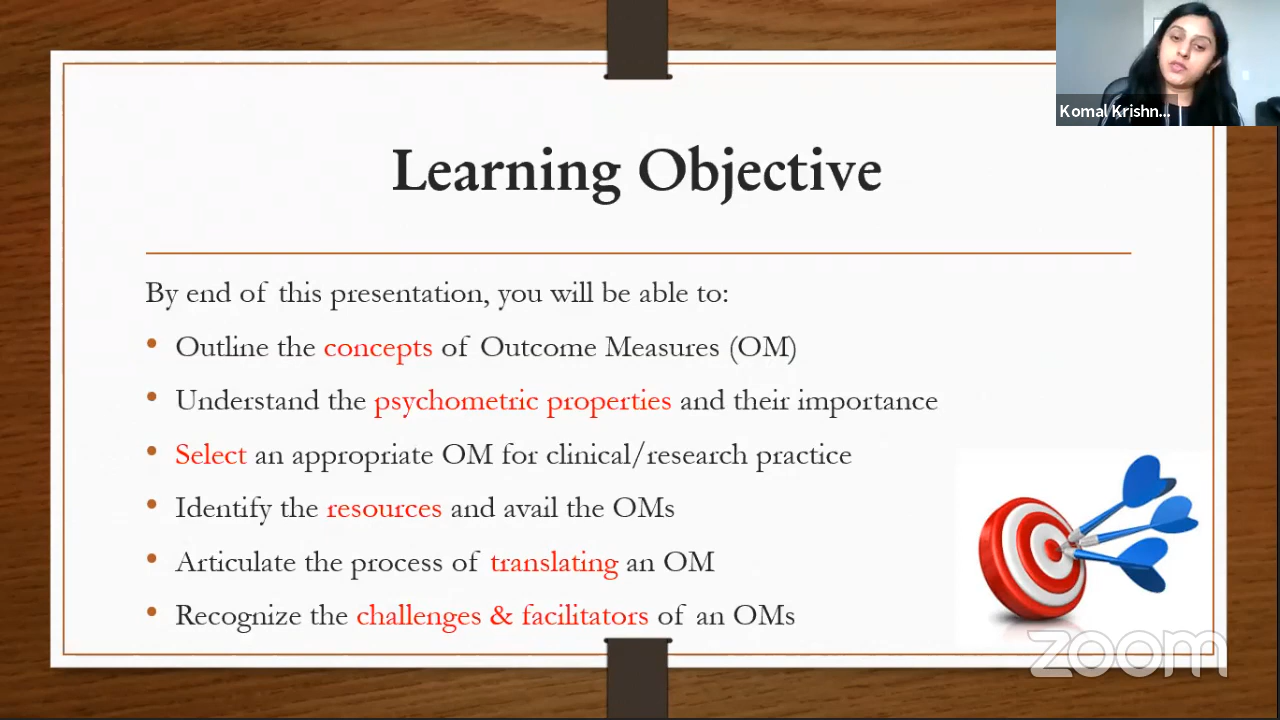 Komal Krishn...
Learning Objective
By end of this presentation, you will be able to:
• Outline the concepts of Outcome Measures (OM)
• Understand the psychometric properties and their importance
• Select an appropriate OM for clinical/research practice
• Identify the resources and avail the OMs
• Articulate the process of translating an OM
• Recognize the challenges & facilitators of an OMs
zoom